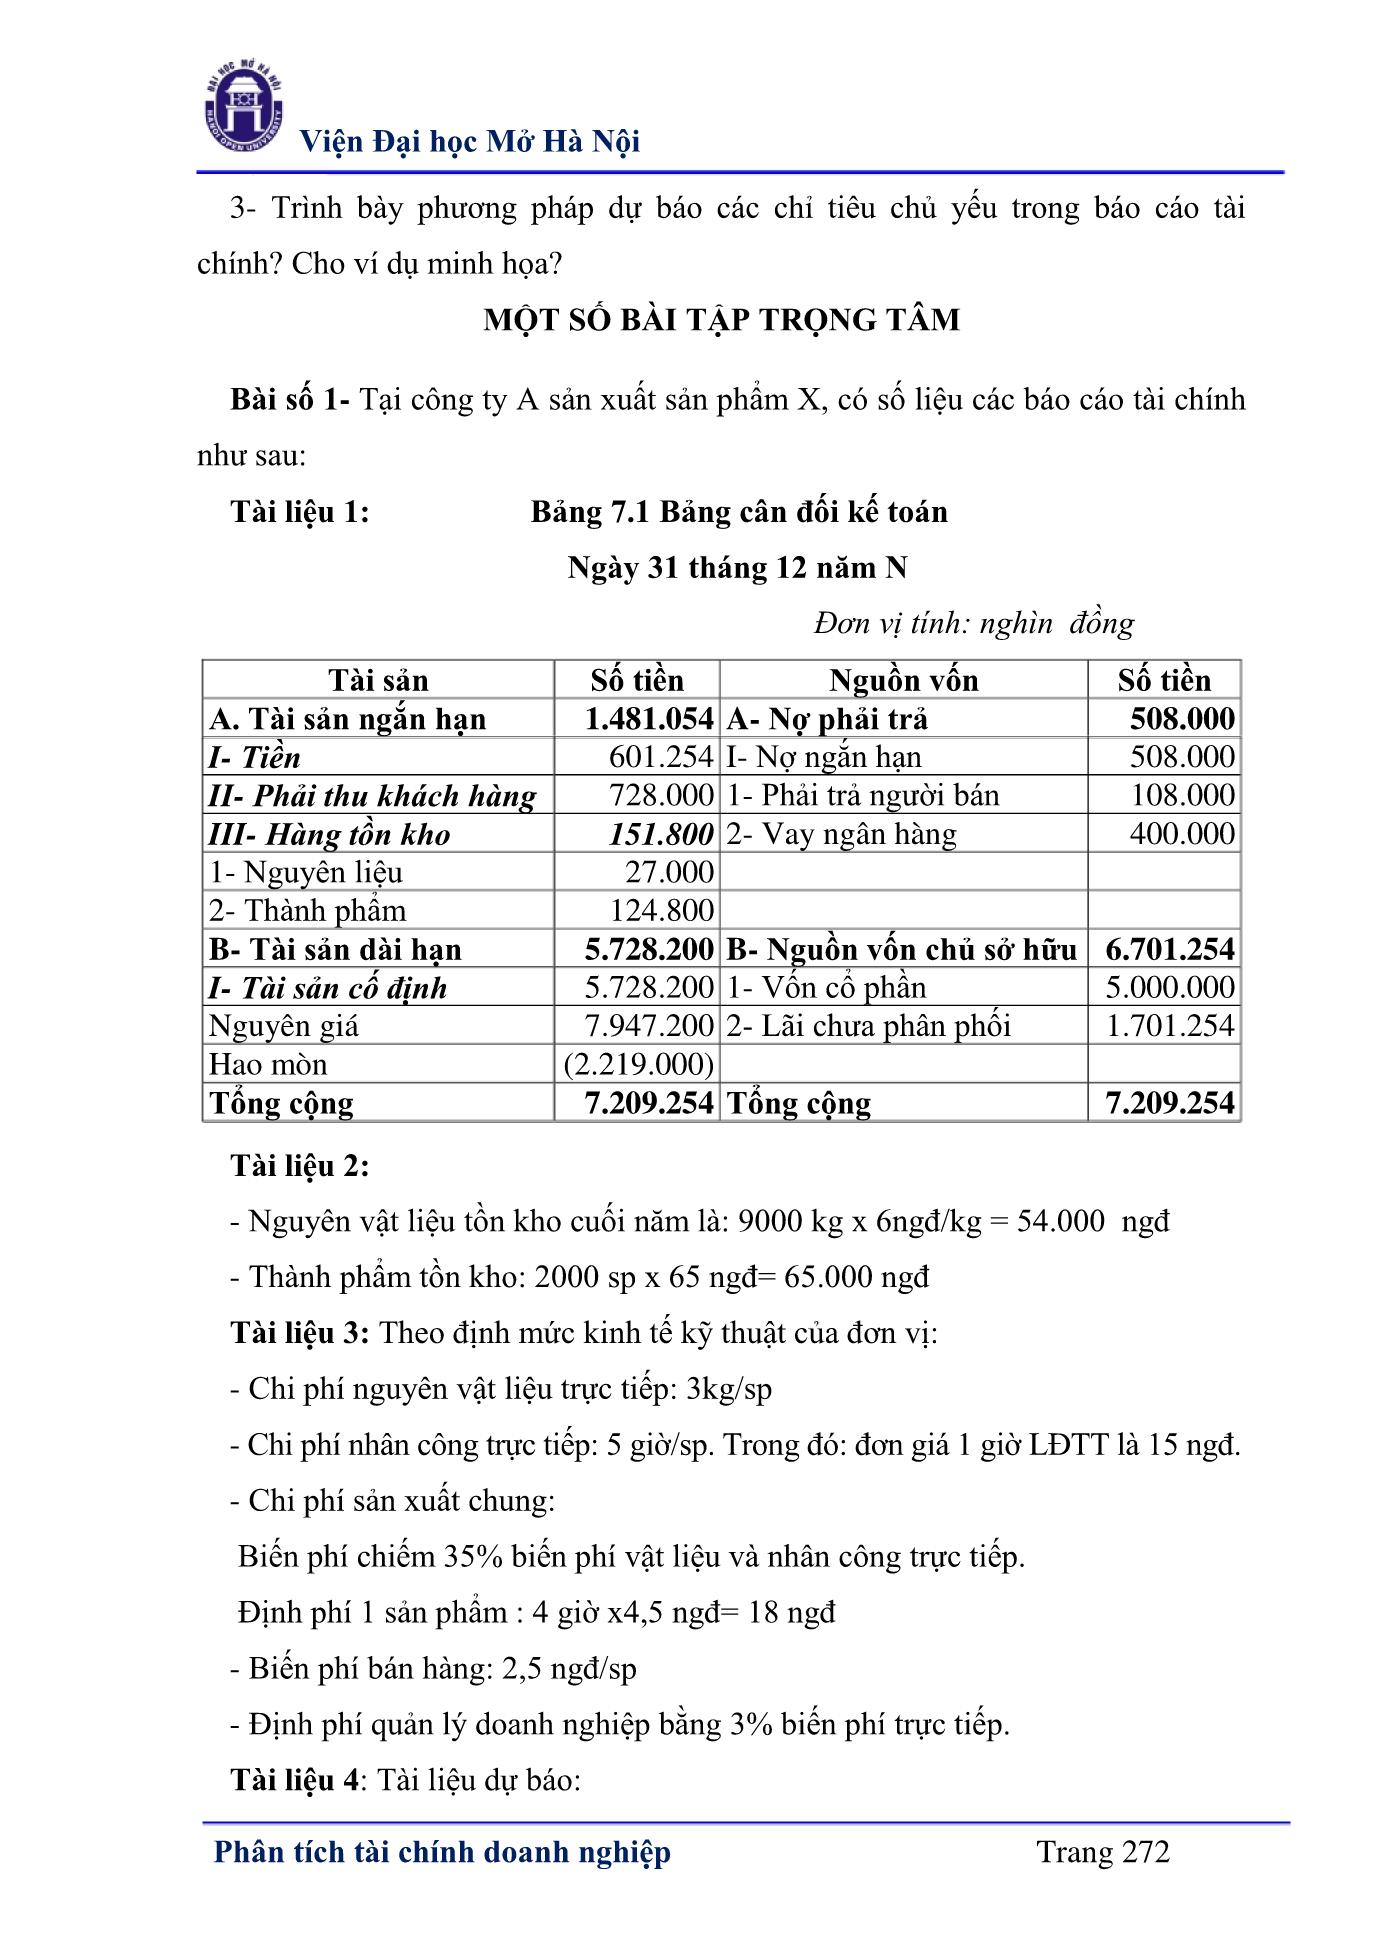 ĐẠI HỌC MỞ HÀ NỘI
HANOI OPEN UNIVERSITY
Viện Đại học Mở Hà Nội
3- Trình bày phương pháp dự báo các chỉ tiêu chủ yếu trong báo cáo tài
chính? Cho ví dụ minh họa?
MỘT SỐ BÀI TẬP TRỌNG TÂM
Bài số 1- Tại công ty A sản xuất sản phẩm X, có số liệu các báo cáo tài chính
như sau:
Tài liệu 1: Bảng 7.1 Bảng cân đối kế toán
Ngày 31 tháng 12 năm N
Đơn vị tính: nghìn đồng
Tài sản Số tiền Nguồn vốn Số tiền
A. Tài sản ngắn hạn 1.481.054 A- Nợ phải trả 508.000
I- Tiền 601.254 I- Nợ ngắn hạn 508.000
II- Phải thu khách hàng 728.000 1- Phải trả người bán 108.000
III- Hàng tồn kho 151.800 2- Vay ngân hàng 400.000
1- Nguyên liệu 27.000
2- Thành phẩm 124.800
B- Tài sản dài hạn 5.728.200 B- Nguồn vốn chủ sở hữu 6.701.254
I- Tài sản cố định 5.728.200 1- Vốn cổ phần 5.000.000
Nguyên giá 7.947.200 2- Lãi chưa phân phối 1.701.254
Hao mòn (2.219.000)
Tổng cộng 7.209.254 Tổng cộng 7.209.254
Tài liệu 2:
- Nguyên vật liệu tồn kho cuối năm là: 9000 kg x 6ngđ/kg = 54.000 ngđ
- Thành phẩm tồn kho: 2000 sp x 65 ngđ= 65.000 ngđ
Tài liệu 3: Theo định mức kinh tế kỹ thuật của đơn vị:
- Chi phí nguyên vật liệu trực tiếp: 3kg/sp
- Chi phí nhân công trực tiếp: 5 giờ/sp. Trong đó: đơn giá 1 giờ LĐTT là 15 ngđ.
- Chi phí sản xuất chung:
Biến phí chiếm 35% biến phí vật liệu và nhân công trực tiếp.
Định phí 1 sản phẩm : 4 giờ x4,5 ngđ= 18 ngđ
- Biến phí bán hàng: 2,5 ngđ/sp
- Định phí quản lý doanh nghiệp bằng 3% biến phí trực tiếp.
Tài liệu 4: Tài liệu dự báo:
Phân tích tài chính doanh nghiệp Trang 272